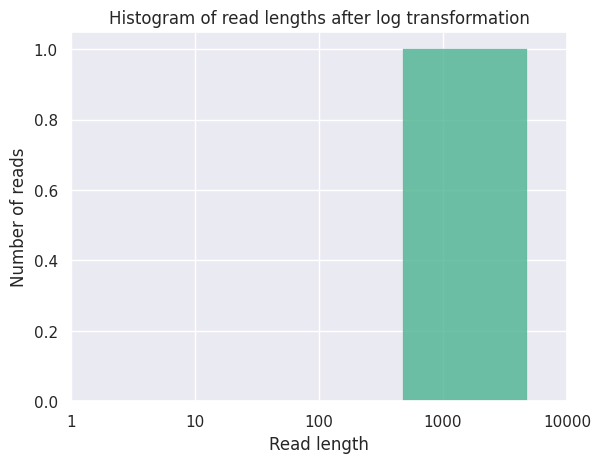 Histogram of read lengths after log transformation
1.0
0.8
0.6
0.4
0.2
0.0
Number of reads
1 10 100 1000 10000
Read length